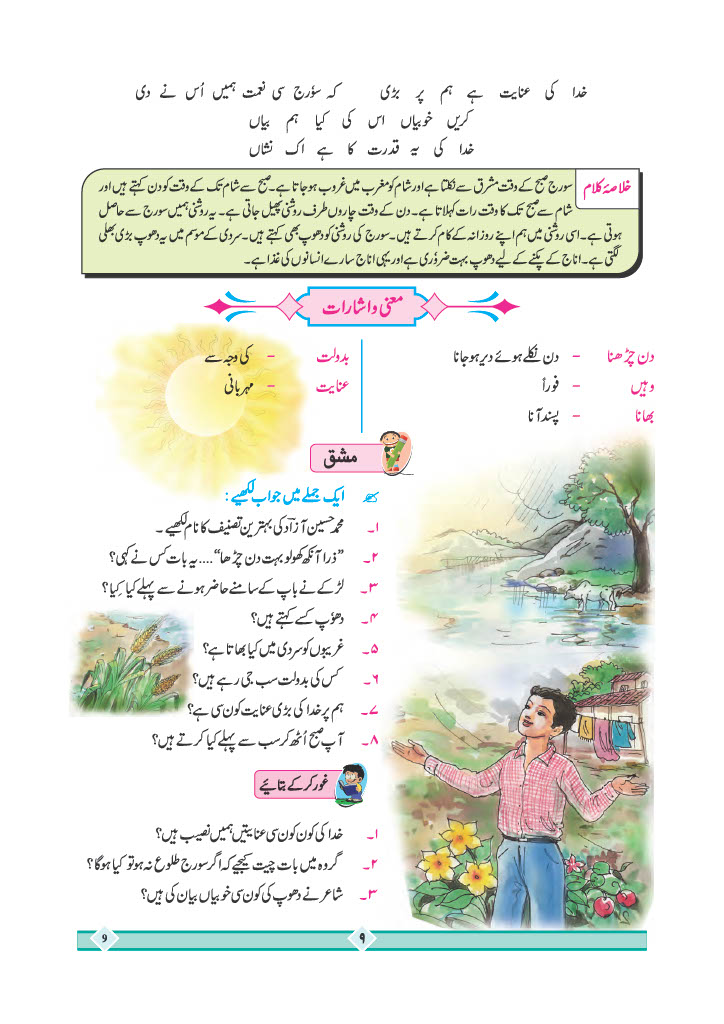 خدا کی عنایت ہے ہم پر بڑی کہ سوٗرج سی نعمت ہمیں اُس نے دی
کریں خوبیاں اس کی کیا ہم بیاں
خدا کی یہ قدرت کا ہے اک نشاں
خلاصۂ کلام
سورج صبح کے وقت مشرق سے نکلتا ہے اور شام کو مغرب میں غروب ہوجاتا ہے۔ صبح سے شام تک کے وقت کو دن کہتے ہیں اور
شام سے صبح تک کا وقت رات کہلاتا ہے۔ دن کے وقت چاروں طرف روشنی پھیل جاتی ہے۔ یہ روشنی ہمیں سورج سے حاصل
ہوتی ہے۔ اسی روشنی میں ہم اپنے روزانہ کے کام کرتے ہیں۔ سورج کی روشنی کو دھوپ بھی کہتے ہیں۔ سردی کے موسم میں یہ دھوپ بڑی بھلی
لگتی ہے۔ اناج کے پکنے کے لیے دھوپ بہت ضروٗری ہے اور یہی اناج سارے انسانوں کی غذا ہے۔
معنی و اشارات
دن چڑھنا - دن نکلے ہوئے دیر ہوجانا
وہیں - فوراً
بھانا - پسند آنا
بدولت - کی وجہ سے
عنایت - مہربانی
مشق
ایک جملے میں جواب لکھیے :
۱۔ محمد حسین آزاؔد کی بہترین تصنیف کا نام لکھیے ۔
۲۔ ”ذرا آنکھ کھولو بہت دن چڑھا“.... یہ بات کس نے کہی؟
۳۔ لڑکے نے باپ کے سامنے حاضر ہونے سے پہلے کیا کِیا؟
۴۔ دھوٗپ کسے کہتے ہیں؟
۵۔ غریبوں کو سردی میں کیا بھاتا ہے؟
۶۔ کس کی بدولت سب جی رہے ہیں؟
۷۔ ہم پر خدا کی بڑی عنایت کون سی ہے؟
۸۔ آپ صبح اُٹھ کر سب سے پہلے کیا کرتے ہیں؟
غور کر کے بتائیے
۱۔ خدا کی کون کون سی عنایتیں ہمیں نصیب ہیں؟
۲۔ گروہ میں بات چیت کیجیے کہ اگر سورج طلوع نہ ہو تو کیا ہوگا؟
۳۔ شاعر نے دھوپ کی کون سی خوبیاں بیان کی ہیں؟
۹
9